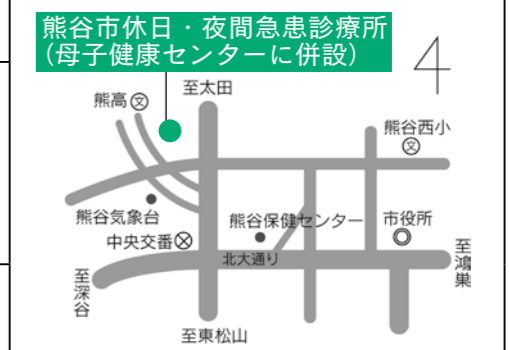 熊谷市休日・夜間急患診療所
（母子健康センターに併設）
至太田
熊高文
熊谷西小
文
熊谷気象台
熊谷保健センター
市役所
中央交番
北大通り
至鴻巣
至深谷
至東松山